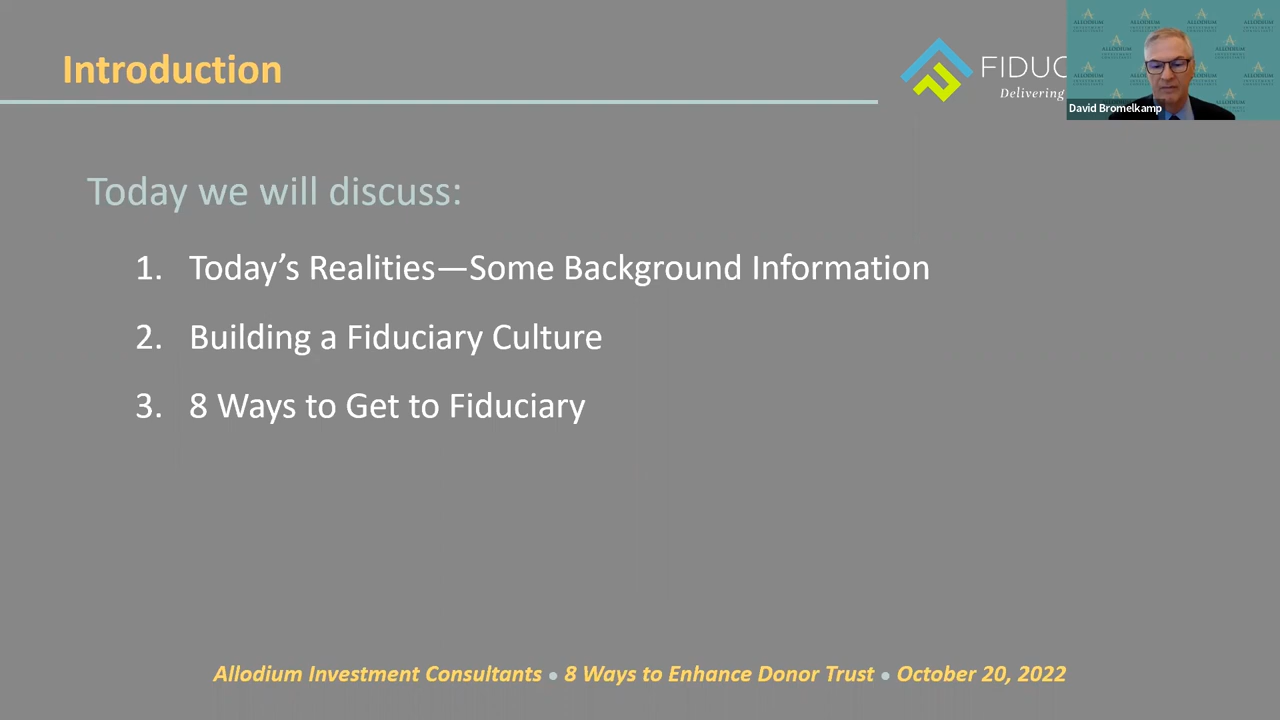 Introduction
FIDUC
Delivering
ALLODIUM
David Bromelkamp
Today we will discuss:
1. Today’s Realities—Some Background Information
2. Building a Fiduciary Culture
3. 8 Ways to Get to Fiduciary
Allodium Investment Consultants • 8 Ways to Enhance Donor Trust • October 20, 2022